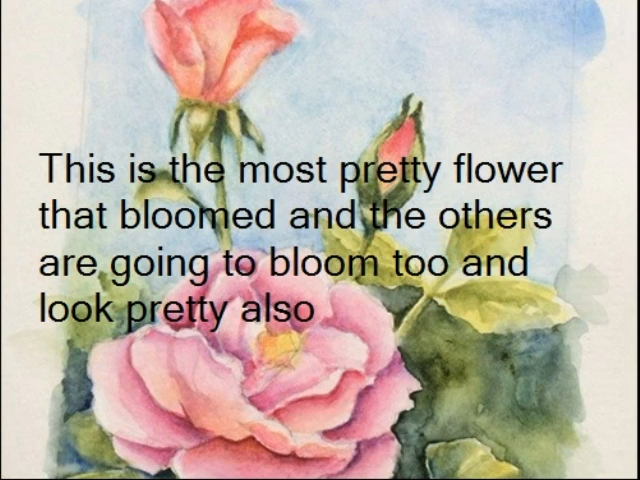 This is the most pretty flower
that bloomed and the others
are going to bloom too and
look pretty also